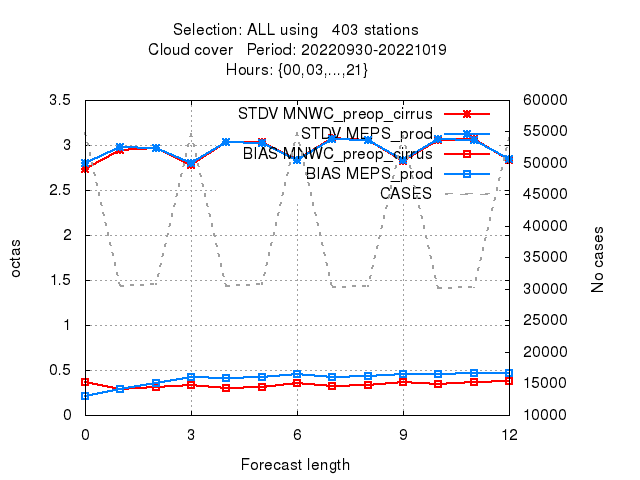 Selection: ALL using   403 stations
Cloud cover   Period: 20220930-20221019
Hours: {00,03,...,21}
STDV MNWC_preop_cirrus
STDV MEPS_prod
BIAS MNWC_preop_cirrus
BIAS MEPS_prod
CASES
3.5
3
2.5
2
1.5
1
0.5
0
octas
60000
55000
50000
45000
40000
35000
30000
25000
20000
15000
10000
No cases
0 3 6 9 12
Forecast length